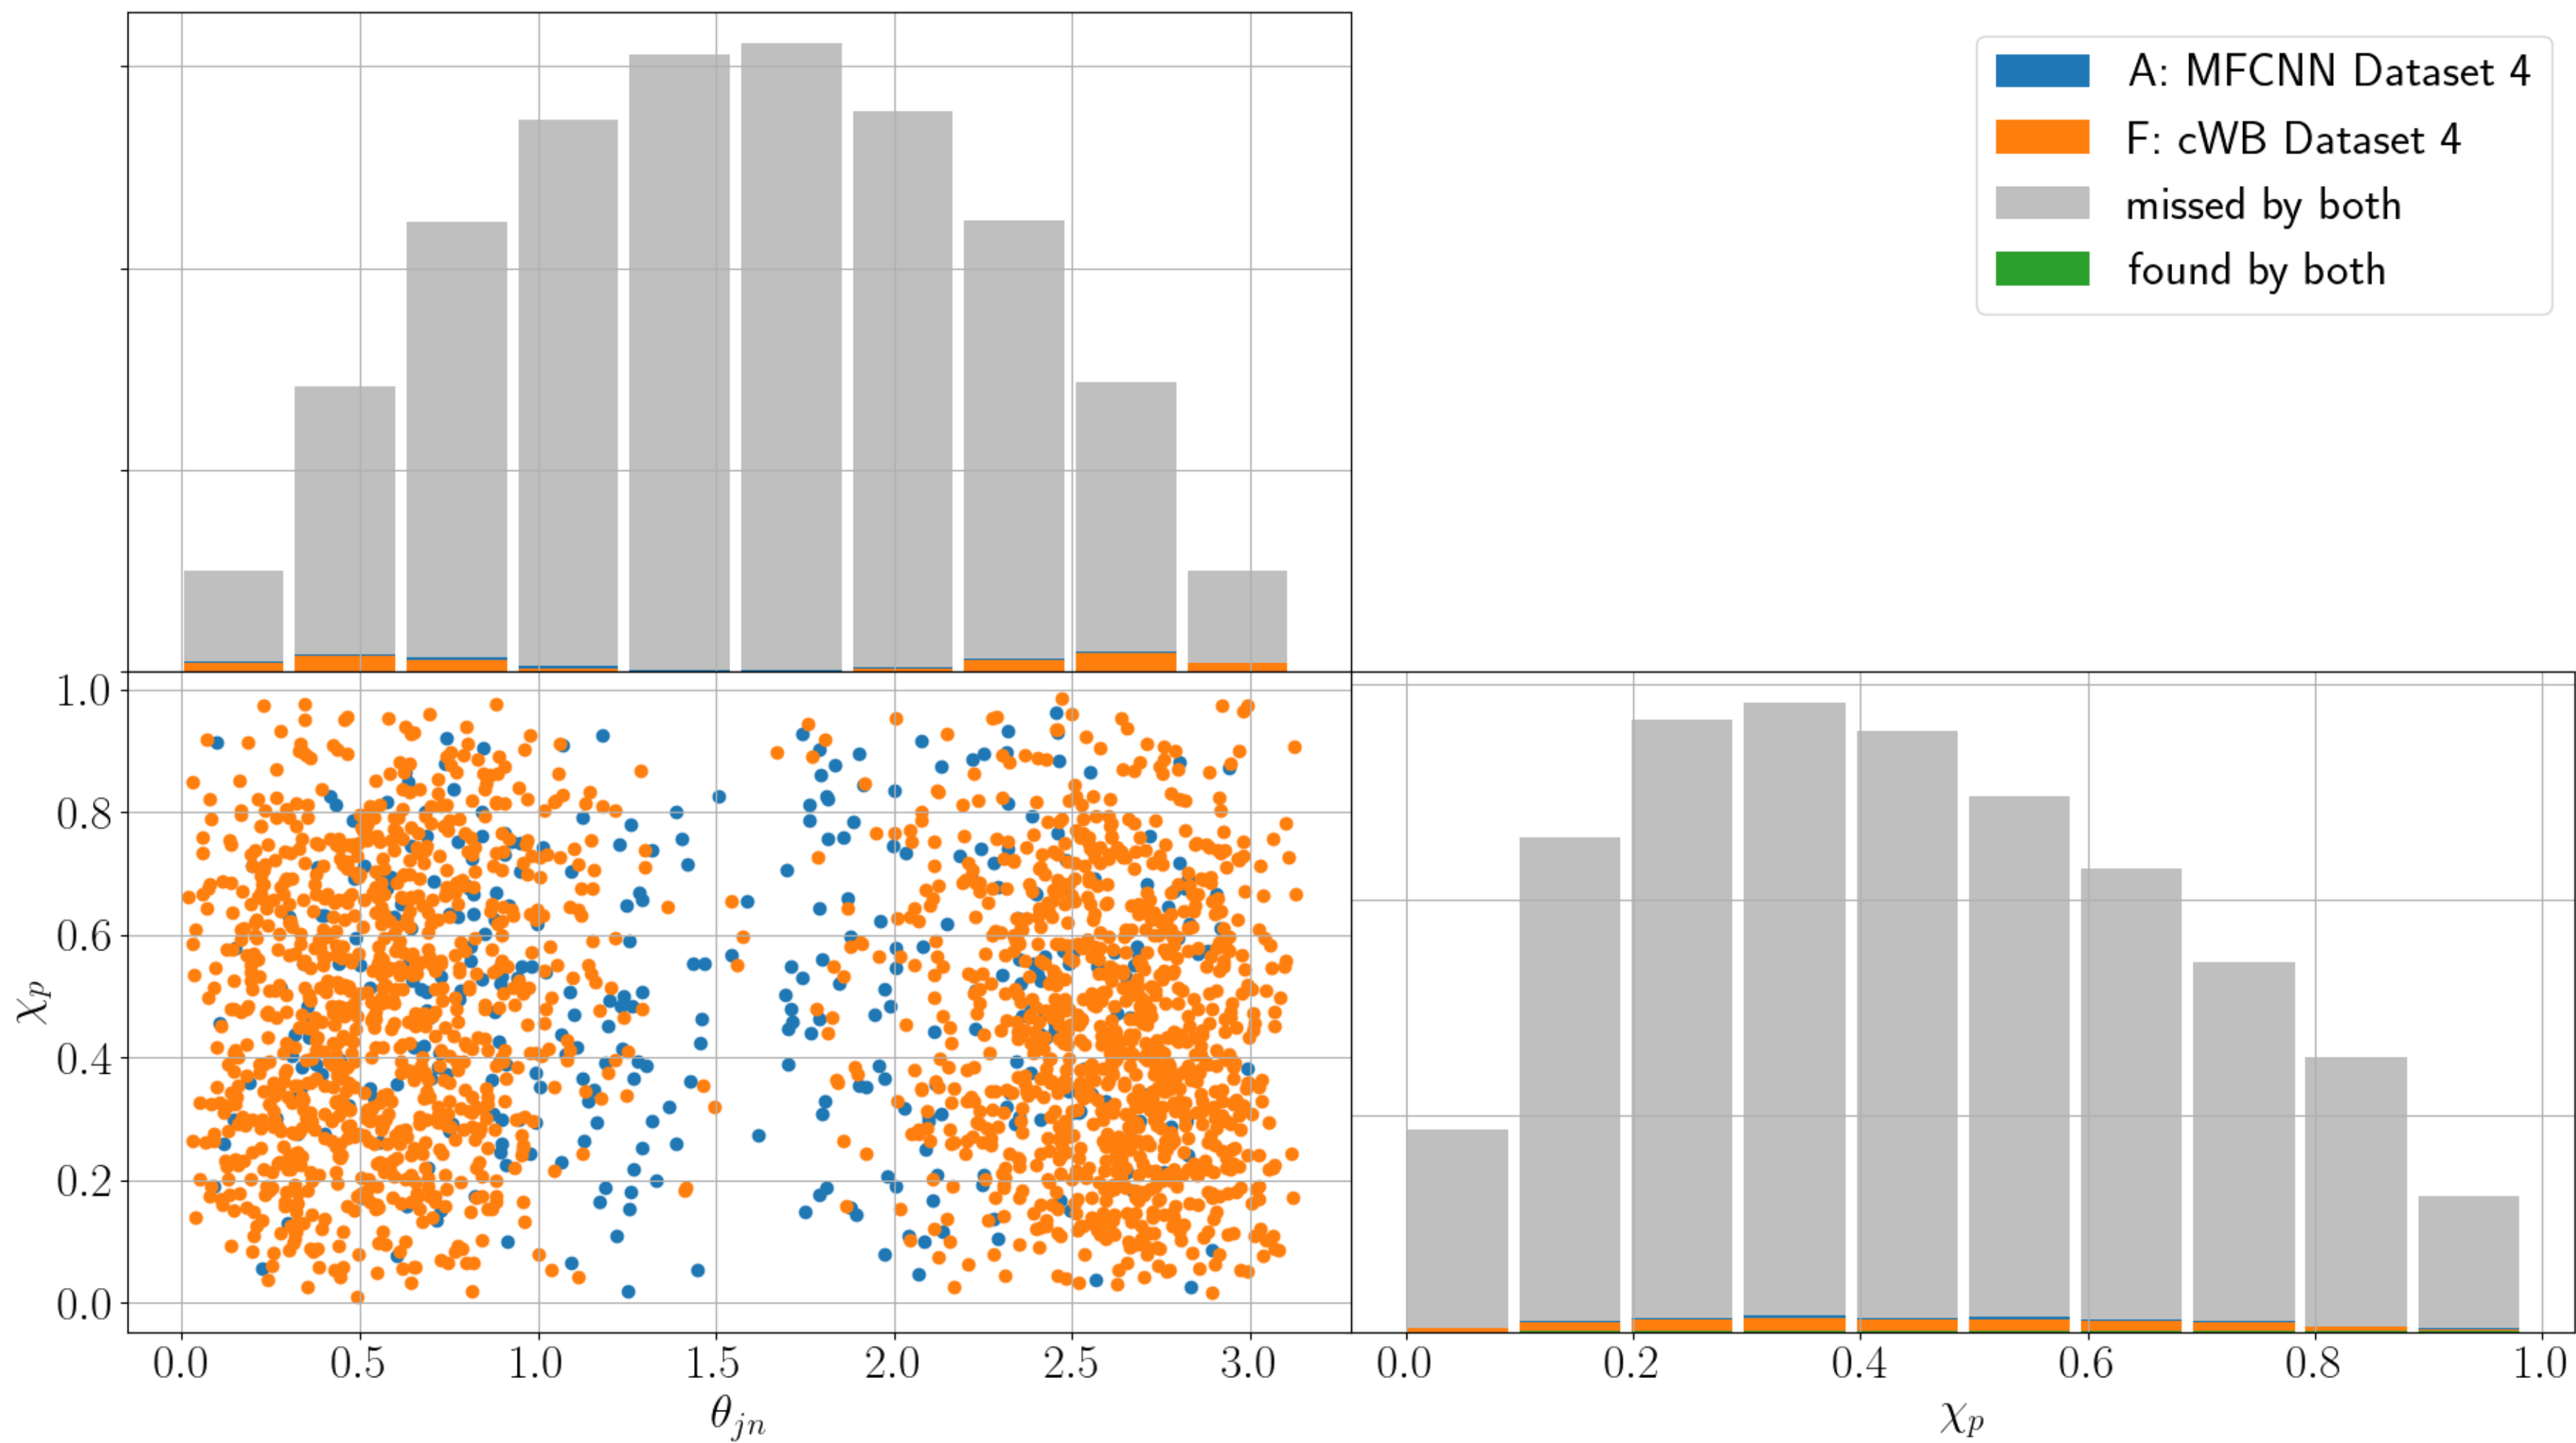 A: MFCNN Dataset 4
F: cWB Dataset 4
missed by both
found by both
1.0
0.8
0.6
0.4
0.2
0.0
χp
0.0 0.5 1.0 1.5 2.0 2.5 3.0
θjn
0.0 0.2 0.4 0.6 0.8 1.0
χp